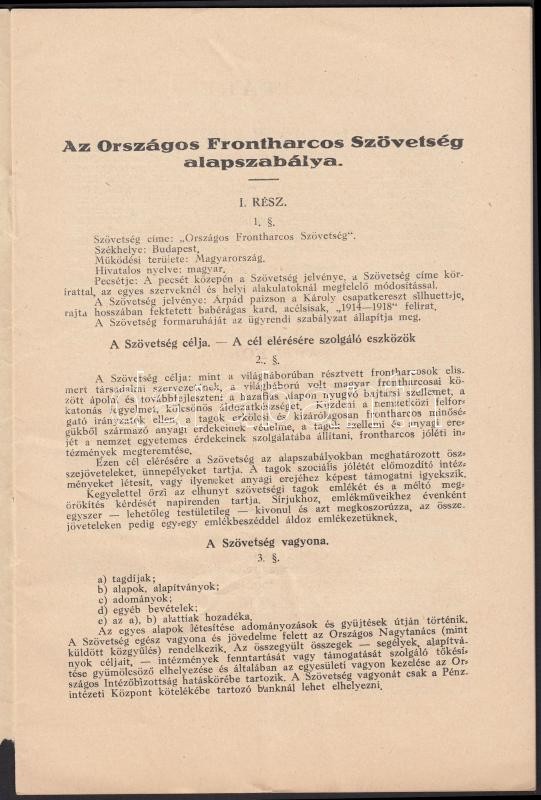 Az Országos Frontharcos Szövetség
alapszabálya.
I. RÉSZ.
1. §.
Szövetség címe: „Országos Frontharcos Szövetség“.
Székhelye: Budapest.
Működési területe: Magyarország.
Hivatalos nyelve: magyar.
Pecsétje: A pecsét közepén a Szövetség jelvénye, a Szövetség címe kör-
irattal, az egyes szerveknél és helyi alakulatoknál megfelelő módosítással.
A Szövetség jelvénye: Árpád paizson a Károly csapatkereszt silhuettje,
rajta hosszában fektetett babérágas kard, acélsisak, „1914—1918“ felirat.
A Szövetség formaruháját az ügyrendi szabályzat állapítja meg.
A Szövetség célja. — A cél elérésére szolgáló eszközök
2. §.
A Szövetség célja: mint a világháborúban résztvett frontharcosok elis-
mert társadalmi szervezetének, a világháború volt magyar frontharcosai kö-
zött ápolni és továbbfejleszteni a hazafias alapon nyugvó bajtársi szellemet, a
katonás fegyelmet, kölcsönös áldozatkészséget. Küzdeni a nemzetközi felfor-
gató irányzatok ellen, a tagok erkölcsi és kizárólagosan frontharcos minősé-
gükből származó anyagi érdekeinek védelme, a tagok szellemi és anyagi ere-
jét a nemzet egyetemes érdekeinek szolgálatába állítani, frontharcos jóléti in-
tézmények megteremtése.
Ezen cél elérésére a Szövetség az alapszabályokban meghatározott ösz-
szejöveteleket, ünnepélyeket tartja. A tagok szociális jólétét előmozdító intéz-
ményeket létesít, vagy ilyeneket anyagi erejéhez képest támogatni igyekszik.
Kegyelettel őrzi az elhunyt szövetségi tagok emlékét és a méltó meg-
örökítés kérdését napirenden tartja. Sírjukhoz, emlékműveikhez évenként
egyszer — lehetőleg testületileg — kivonul és azt megkoszorúzza, az össze-
jöveteleken pedig egy-egy emlékbeszéddel áldoz emlékezetüknek.
A Szövetség vagyona.
3. §.
a) tagdíjak;
b) alapok, alapítványok;
c) adományok;
d) egyéb bevételek;
e) az a), b) alattiak hozadéka.
Az egyes alapok létesítése adományozások és gyüjtések útján történik.
A Szövetség egész vagyona és jövedelme felett az Országos Nagytanács (mint
küldött közgyűlés) rendelkezik. Az összegyült összegek — segélyek, alapítvá-
nyok céljait, — intézmények fenntartását vagy támogatását szolgáló tőkési-
tése gyümölcsöző elhelyezése és általában az egyesületi vagyon kezelése az Or-
szágos Intézőbizottság hatáskörébe tartozik. A Szövetség vagyonát csak a Pénz-
intézeti Központ kötelékébe tartozó banknál lehet elhelyezni.